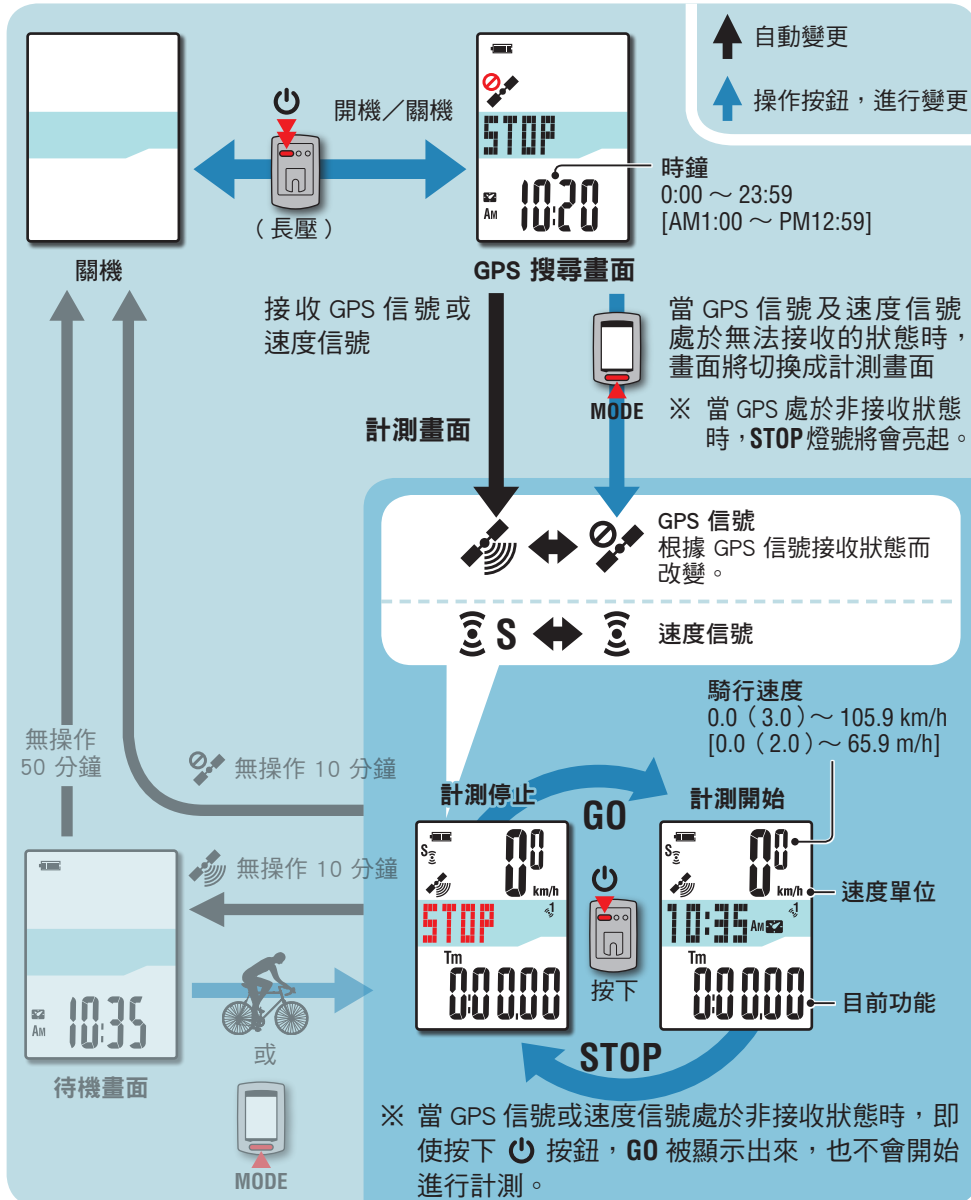 自動變更
操作按鈕，進行變更
開機／關機
（長壓）
STOP
AM 10:20
時鐘
0:00 ～ 23:59
[AM1:00 ～ PM12:59]
關機
GPS 搜尋畫面
接收 GPS 信號或
速度信號
MODE
當 GPS 信號及速度信號
處於無法接收的狀態時，
畫面將切換成計測畫面
※ 當 GPS 處於非接收狀態
時，STOP 燈號將會亮起。
計測畫面
GPS 信號
根據 GPS 信號接收狀態而
改變。
S
速度信號
騎行速度
0.0（3.0）～ 105.9 km/h
[0.0（2.0）～ 65.9 m/h]
無操作
50 分鐘
無操作 10 分鐘
無操作 10 分鐘
計測停止
GO
計測開始
S
00
km/h
STOP
1
Tm
0:00.00
按下
S
00
km/h
10:35 AM
1
Tm
0:00.00
速度單位
目前功能
STOP
AM 10:35
待機畫面
或
MODE
※ 當 GPS 信號或速度信號處於非接收狀態時，即
使按下 按鈕，GO 被顯示出來，也不會開始
進行計測。